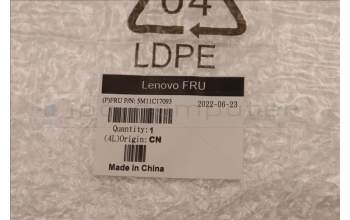 04
LDPE
Lenovo FRU
(P)FRU P/N: 5M11C17093
2022-06-23
Quantity: 1
(4L)Origin: CN
Made in China